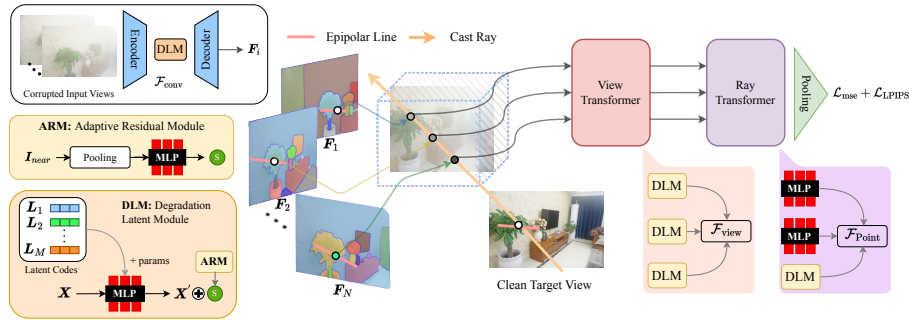 Corrupted Input Views
Encoder
DLM
Decoder
F_conv
F_i
ARM: Adaptive Residual Module
I_near
Pooling
MLP
S
L_1
L_2
L_M
Latent Codes
DLM: Degradation
Latent Module
+ params
ARM
X
MLP
X'
S
Epipolar Line
Cast Ray
F_1
F_2
F_N
Clean Target View
View
Transformer
Ray
Transformer
Pooling
L_mse + L_LPIPS
DLM
DLM
DLM
F_view
MLP
MLP
DLM
F_Point